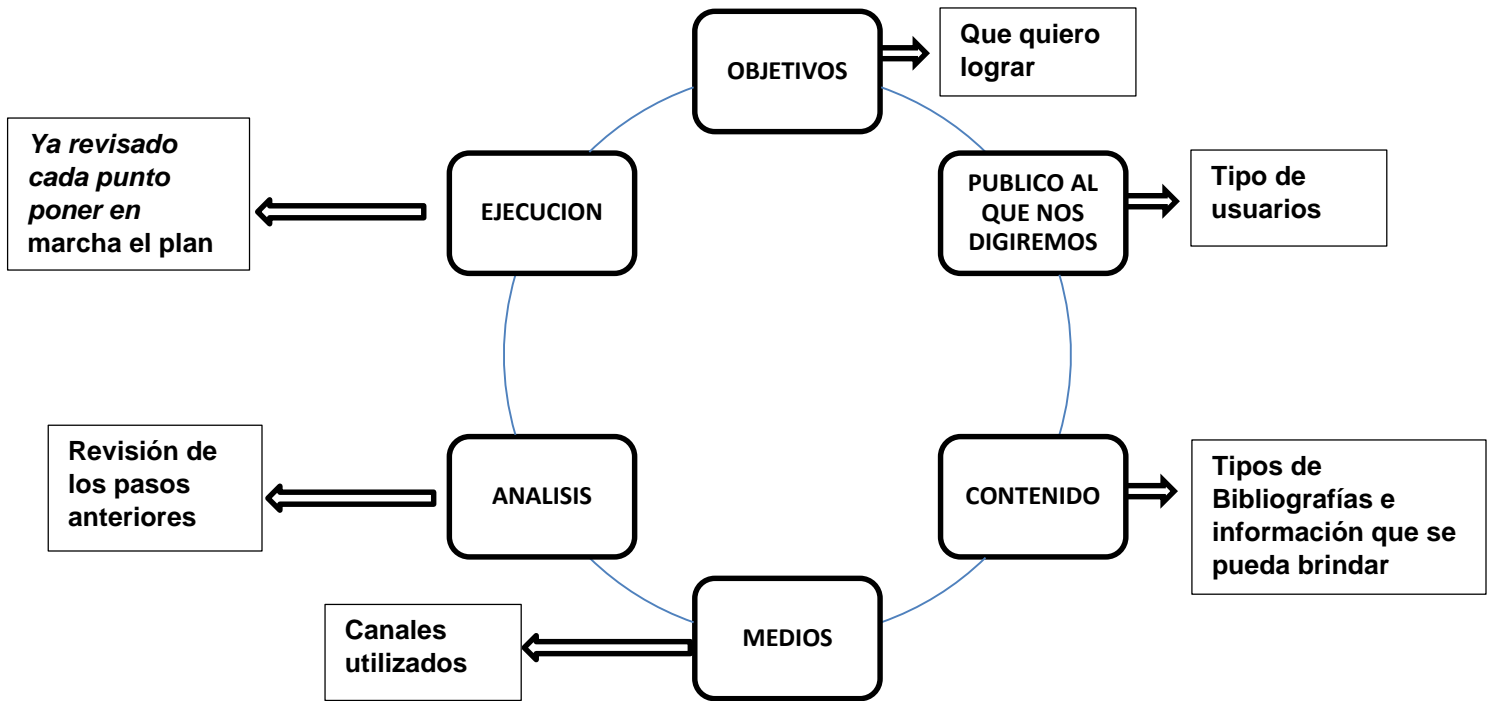 OBJETIVOS
Que quiero
lograr
PUBLICO AL
QUE NOS
DIGIREMOS
Tipo de
usuarios
CONTENIDO
Tipos de
Bibliografías e
información que se
pueda brindar
MEDIOS
Canales
utilizados
ANALISIS
Revisión de
los pasos
anteriores
EJECUCION
Ya revisado
cada punto
poner en
marcha el plan